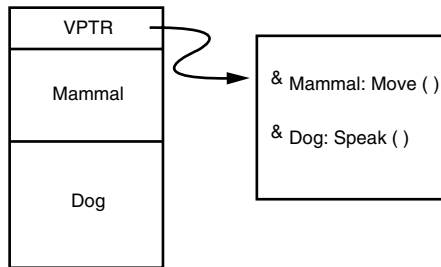 VPTR
Mammal
Dog
& Mammal: Move ( )
& Dog: Speak ( )